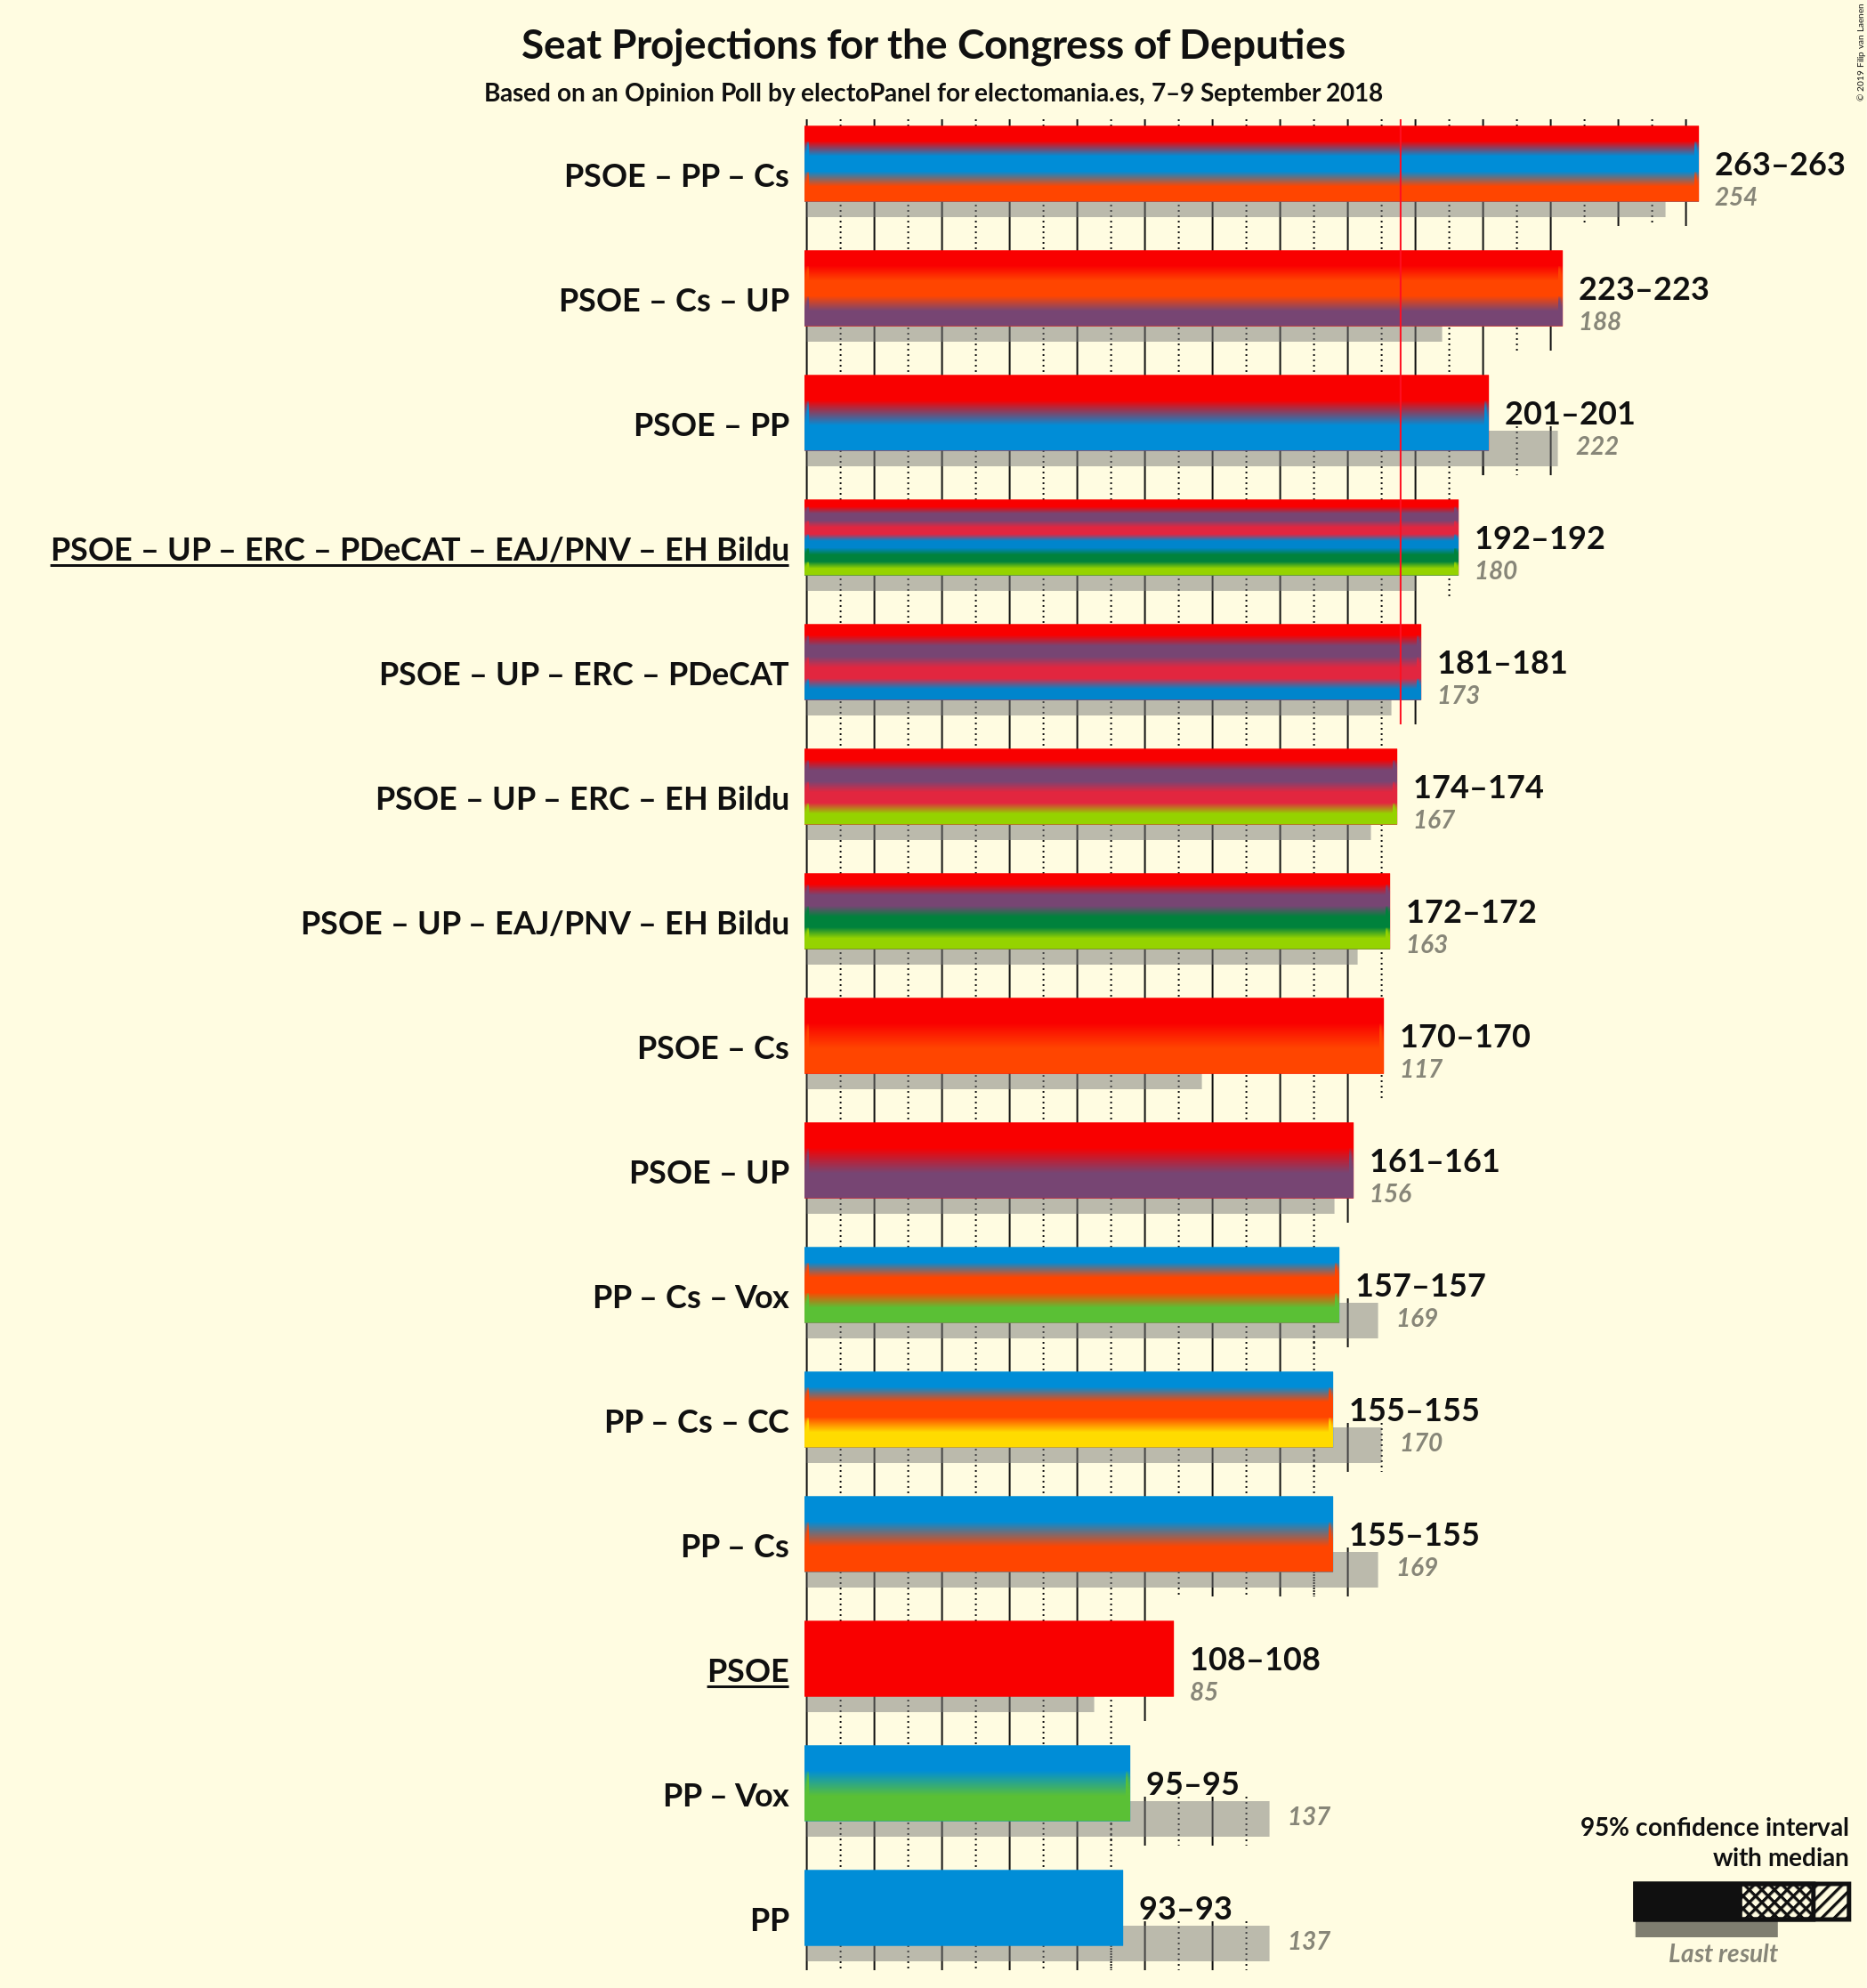 Seat Projections for the Congress of Deputies
Based on an Opinion Poll by electoPanel for electomania.es, 7–9 September 2018
© 2019 Filip van Laenen
PSOE – PP – Cs
263–263
254
PSOE – Cs – UP
223–223
188
PSOE – PP
201–201
222
PSOE – UP – ERC – PDeCAT – EAJ/PNV – EH Bildu
192–192
180
PSOE – UP – ERC – PDeCAT
181–181
173
PSOE – UP – ERC – EH Bildu
174–174
167
PSOE – UP – EAJ/PNV – EH Bildu
172–172
163
PSOE – Cs
170–170
117
PSOE – UP
161–161
156
PP – Cs – Vox
157–157
169
PP – Cs – CC
155–155
170
PP – Cs
155–155
169
PSOE
108–108
85
PP – Vox
95–95
137
PP
93–93
137
95% confidence interval
with median
Last result